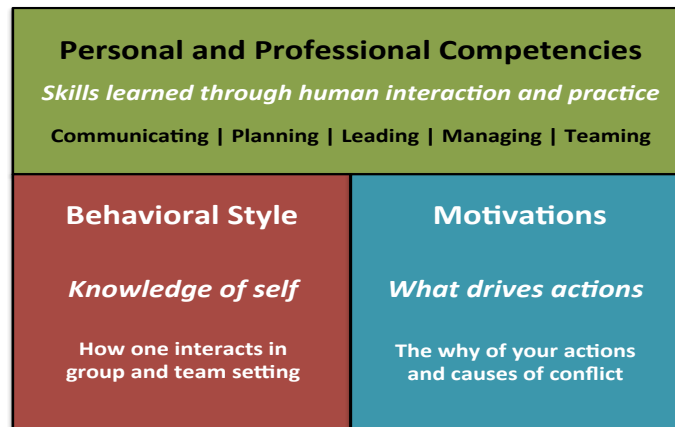 Personal and Professional Competencies
Skills learned through human interaction and practice
Communicating | Planning | Leading | Managing | Teaming
Behavioral Style
Knowledge of self
How one interacts in
group and team setting
Motivations
What drives actions
The why of your actions
and causes of conflict